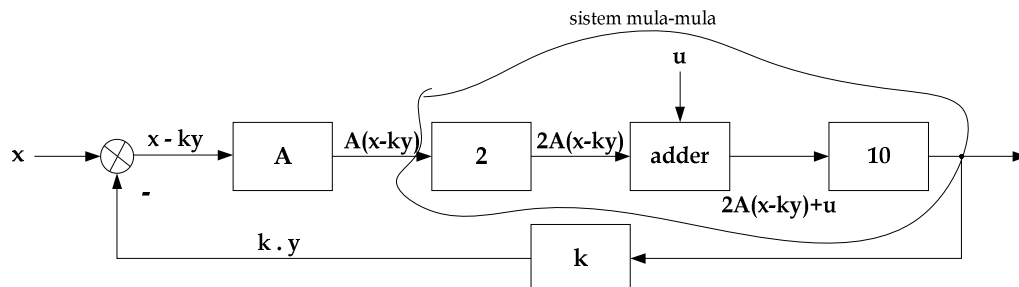 sistem mula-mula
u
x
x - ky
A
A(x-ky)
2
2A(x-ky)
adder
10
-
2A(x-ky)+u
k . y
k